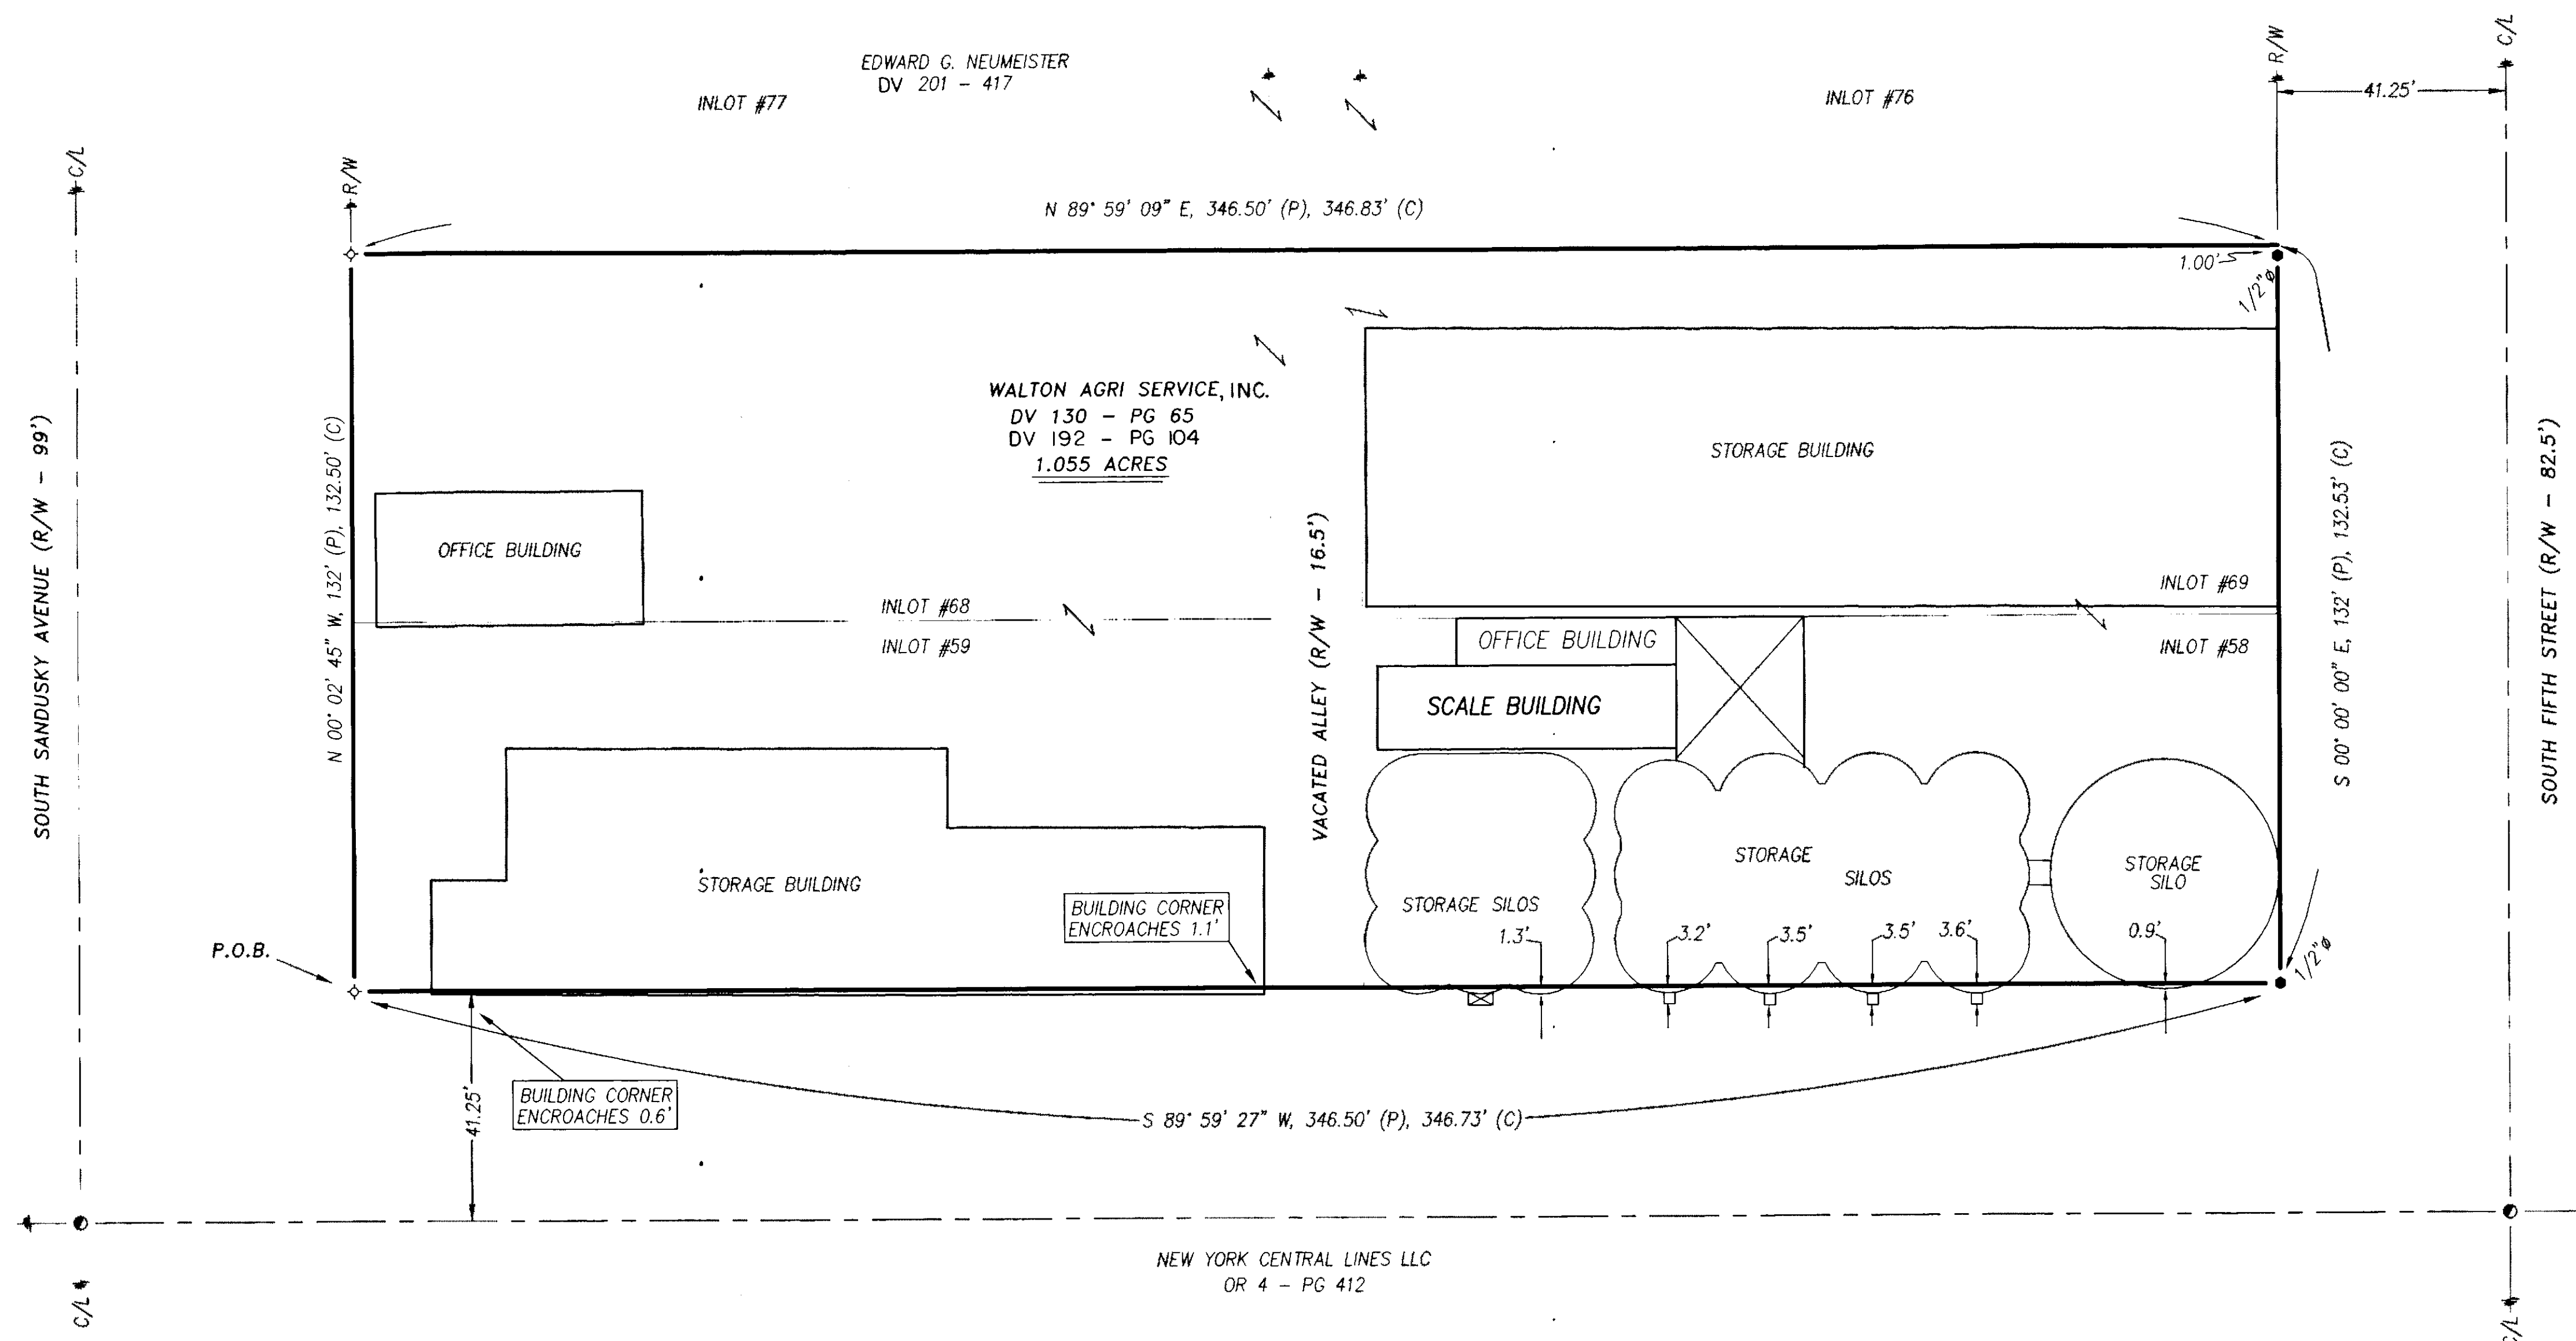 EDWARD G. NEUMEISTER
DV 201 - 417
INLOT #77
INLOT #76
C/L
R/W
R/W
C/L
41.25'
N 89° 59' 09" E, 346.50' (P), 346.83' (C)
1.00'
1/2"ø
WALTON AGRI SERVICE, INC.
DV 130 - PG 65
DV 192 - PG 104
1.055 ACRES
STORAGE BUILDING
SOUTH SANDUSKY AVENUE (R/W - 99')
N 00° 02' 45" W, 132' (P), 132.50' (C)
OFFICE BUILDING
INLOT #68
INLOT #59
VACATED ALLEY (R/W - 16.5')
INLOT #69
INLOT #58
OFFICE BUILDING
SCALE BUILDING
S 00° 00' 00" E, 132' (P), 132.53' (C)
SOUTH FIFTH STREET (R/W - 82.5')
STORAGE BUILDING
BUILDING CORNER
ENCROACHES 1.1'
STORAGE SILOS
STORAGE
SILOS
STORAGE
SILO
1.3'
3.2'
3.5'
3.5'
3.6'
0.9'
1/2"ø
P.O.B.
41.25'
BUILDING CORNER
ENCROACHES 0.6'
S 89° 59' 27" W, 346.50' (P), 346.73' (C)
NEW YORK CENTRAL LINES LLC
OR 4 - PG 412
C/L
C/L